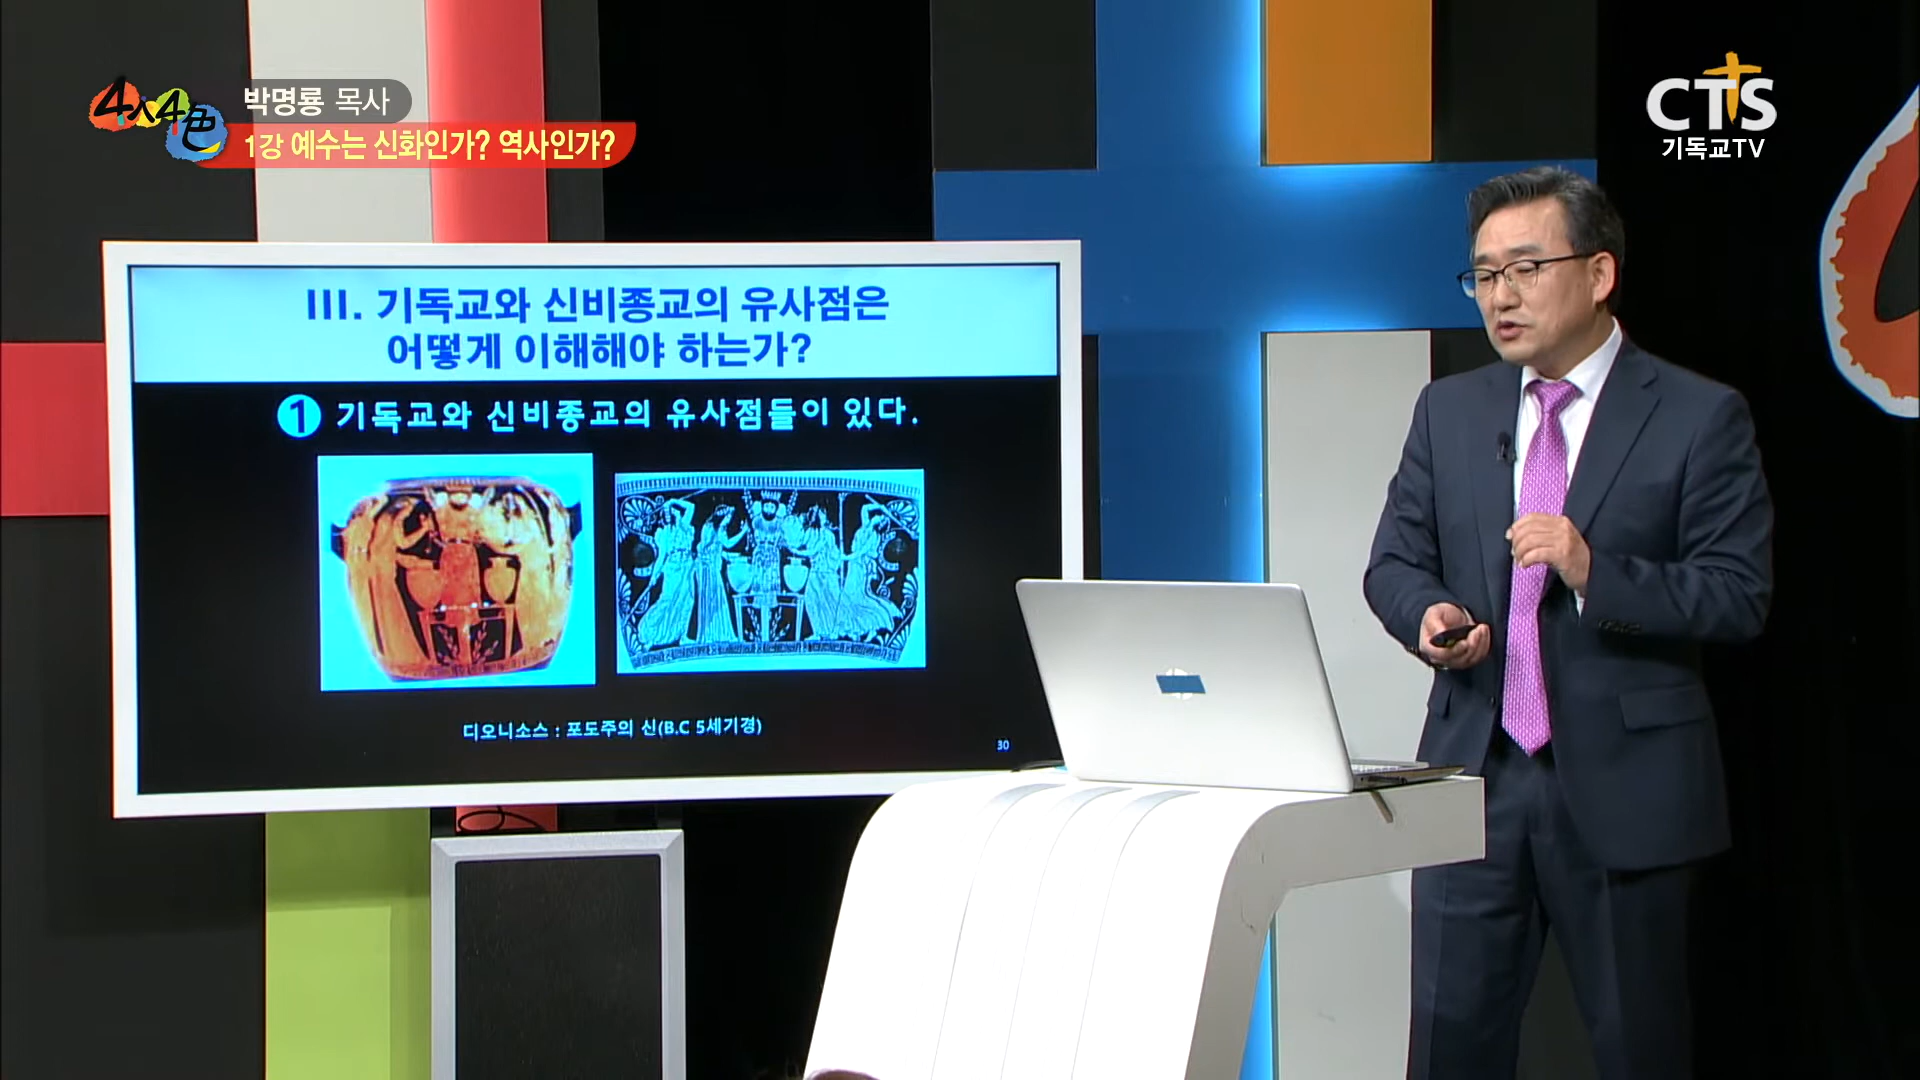 4人4色
박명룡 목사
1강 예수는 신화인가? 역사인가?
CTS
기독교TV
III. 기독교와 신비종교의 유사점은
어떻게 이해해야 하는가?
1 기독교와 신비종교의 유사점들이 있다.
디오니소스 : 포도주의 신(B.C 5세기경)
30